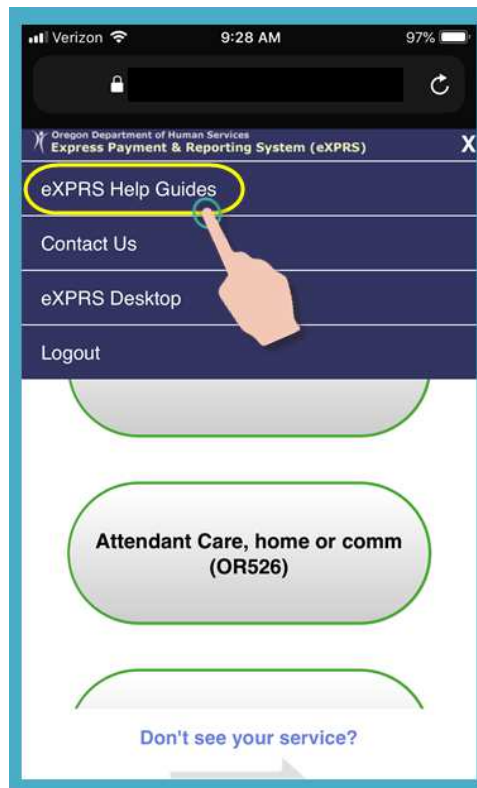 Verizon 9:28 AM 97%
Oregon Department of Human Services
Express Payment & Reporting System (eXPRS) X
eXPRS Help Guides
Contact Us
eXPRS Desktop
Logout
Attendant Care, home or comm
(OR526)
Don't see your service?